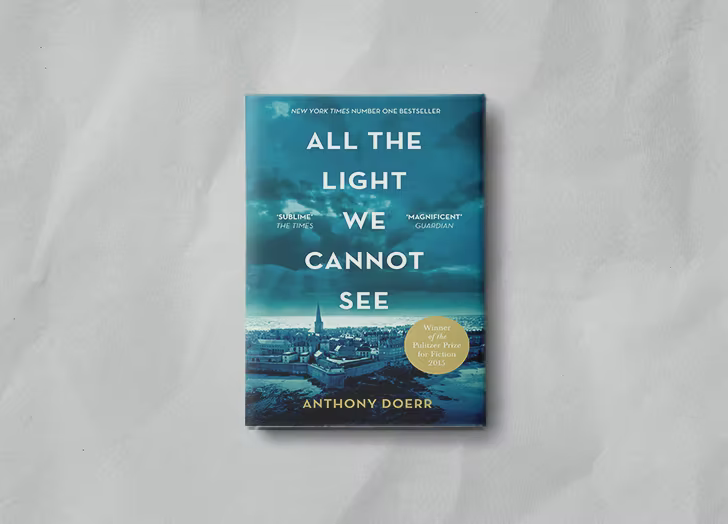 NEW YORK TIMES NUMBER ONE BESTSELLER
ALL THE
LIGHT
WE
CANNOT
SEE
'SUBLIME'
THE TIMES
'MAGNIFICENT'
GUARDIAN
Winner
of the
Pulitzer Prize
for Fiction
2015
ANTHONY DOERR